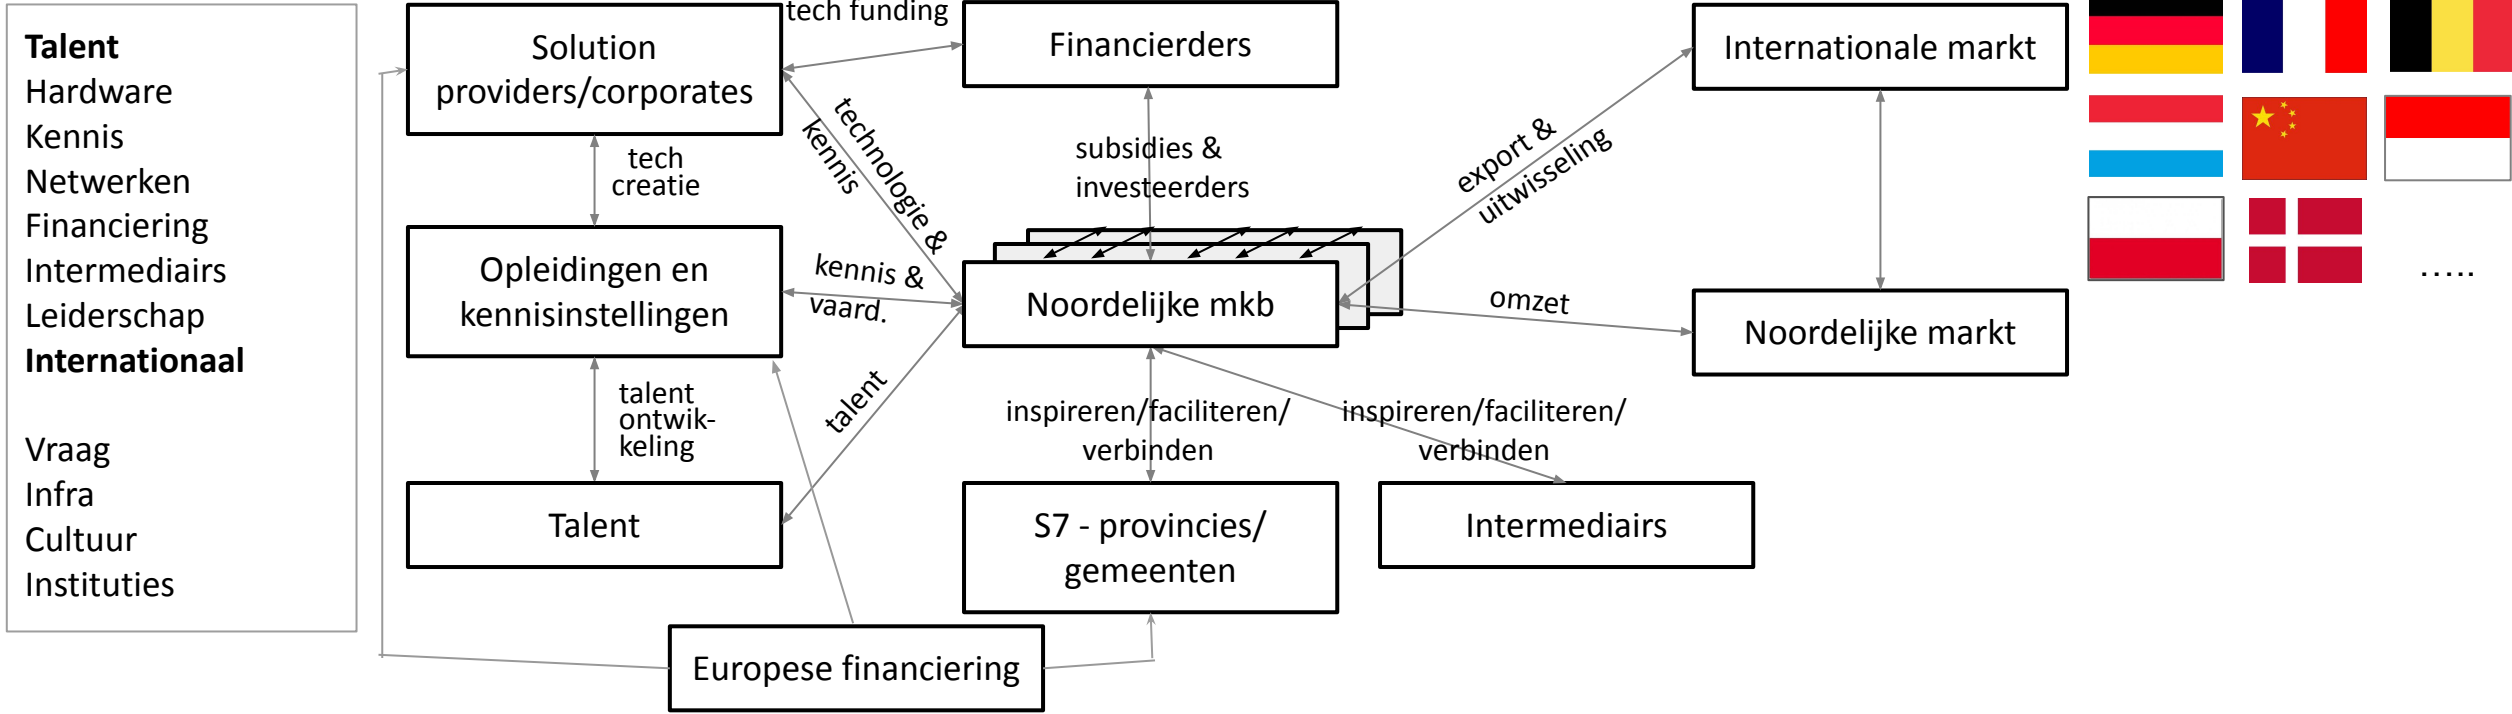 Talent
Hardware
Kennis
Netwerken
Financiering
Intermediairs
Leiderschap
Internationaal
Vraag
Infra
Cultuur
Instituties
Solution
providers/corporates
tech funding
Financierders
Internationale markt
tech
creatie
technologie &
kennis
subsidies &
investeerders
export &
uitwisseling
Opleidingen en
kennisinstellingen
kennis &
vaard.
Noordelijke mkb
omzet
Noordelijke markt
.....
talent
ontwik-
keling
talent
inspireren/faciliteren/
verbinden
inspireren/faciliteren/
verbinden
Talent
S7 - provincies/
gemeenten
Intermediairs
Europese financiering